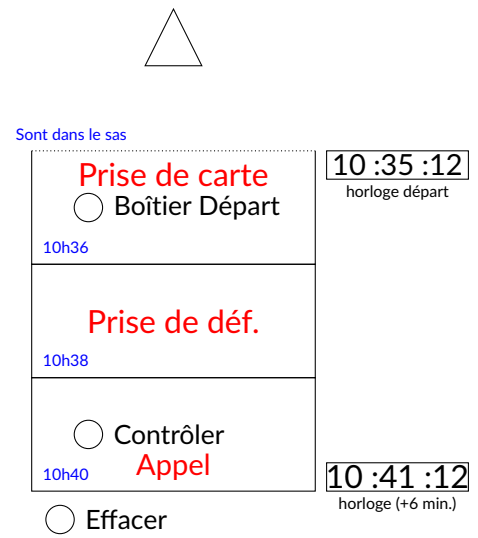 Sont dans le sas
10 :35 :12
horloge départ
Prise de carte
Boîtier Départ
10h36
Prise de déf.
10h38
Contrôler
Appel
10h40
10 :41 :12
horloge (+6 min.)
Effacer